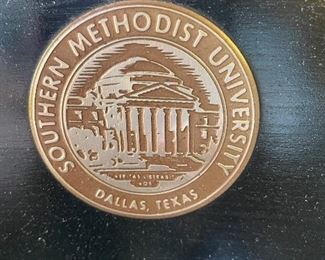 SOUTHERN METHODIST UNIVERSITY
DALLAS, TEXAS